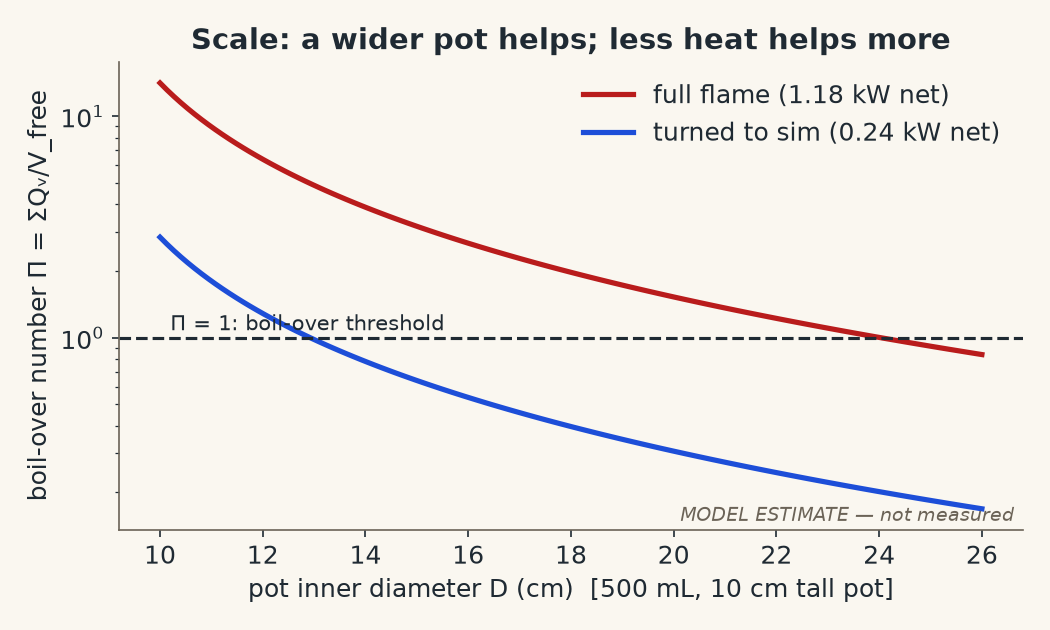 Scale: a wider pot helps; less heat helps more
full flame (1.18 kW net)
turned to sim (0.24 kW net)
boil-over number Π = ΣQᵥ/V_free
10¹
10⁰
Π = 1: boil-over threshold
MODEL ESTIMATE — not measured
10 12 14 16 18 20 22 24 26
pot inner diameter D (cm) [500 mL, 10 cm tall pot]